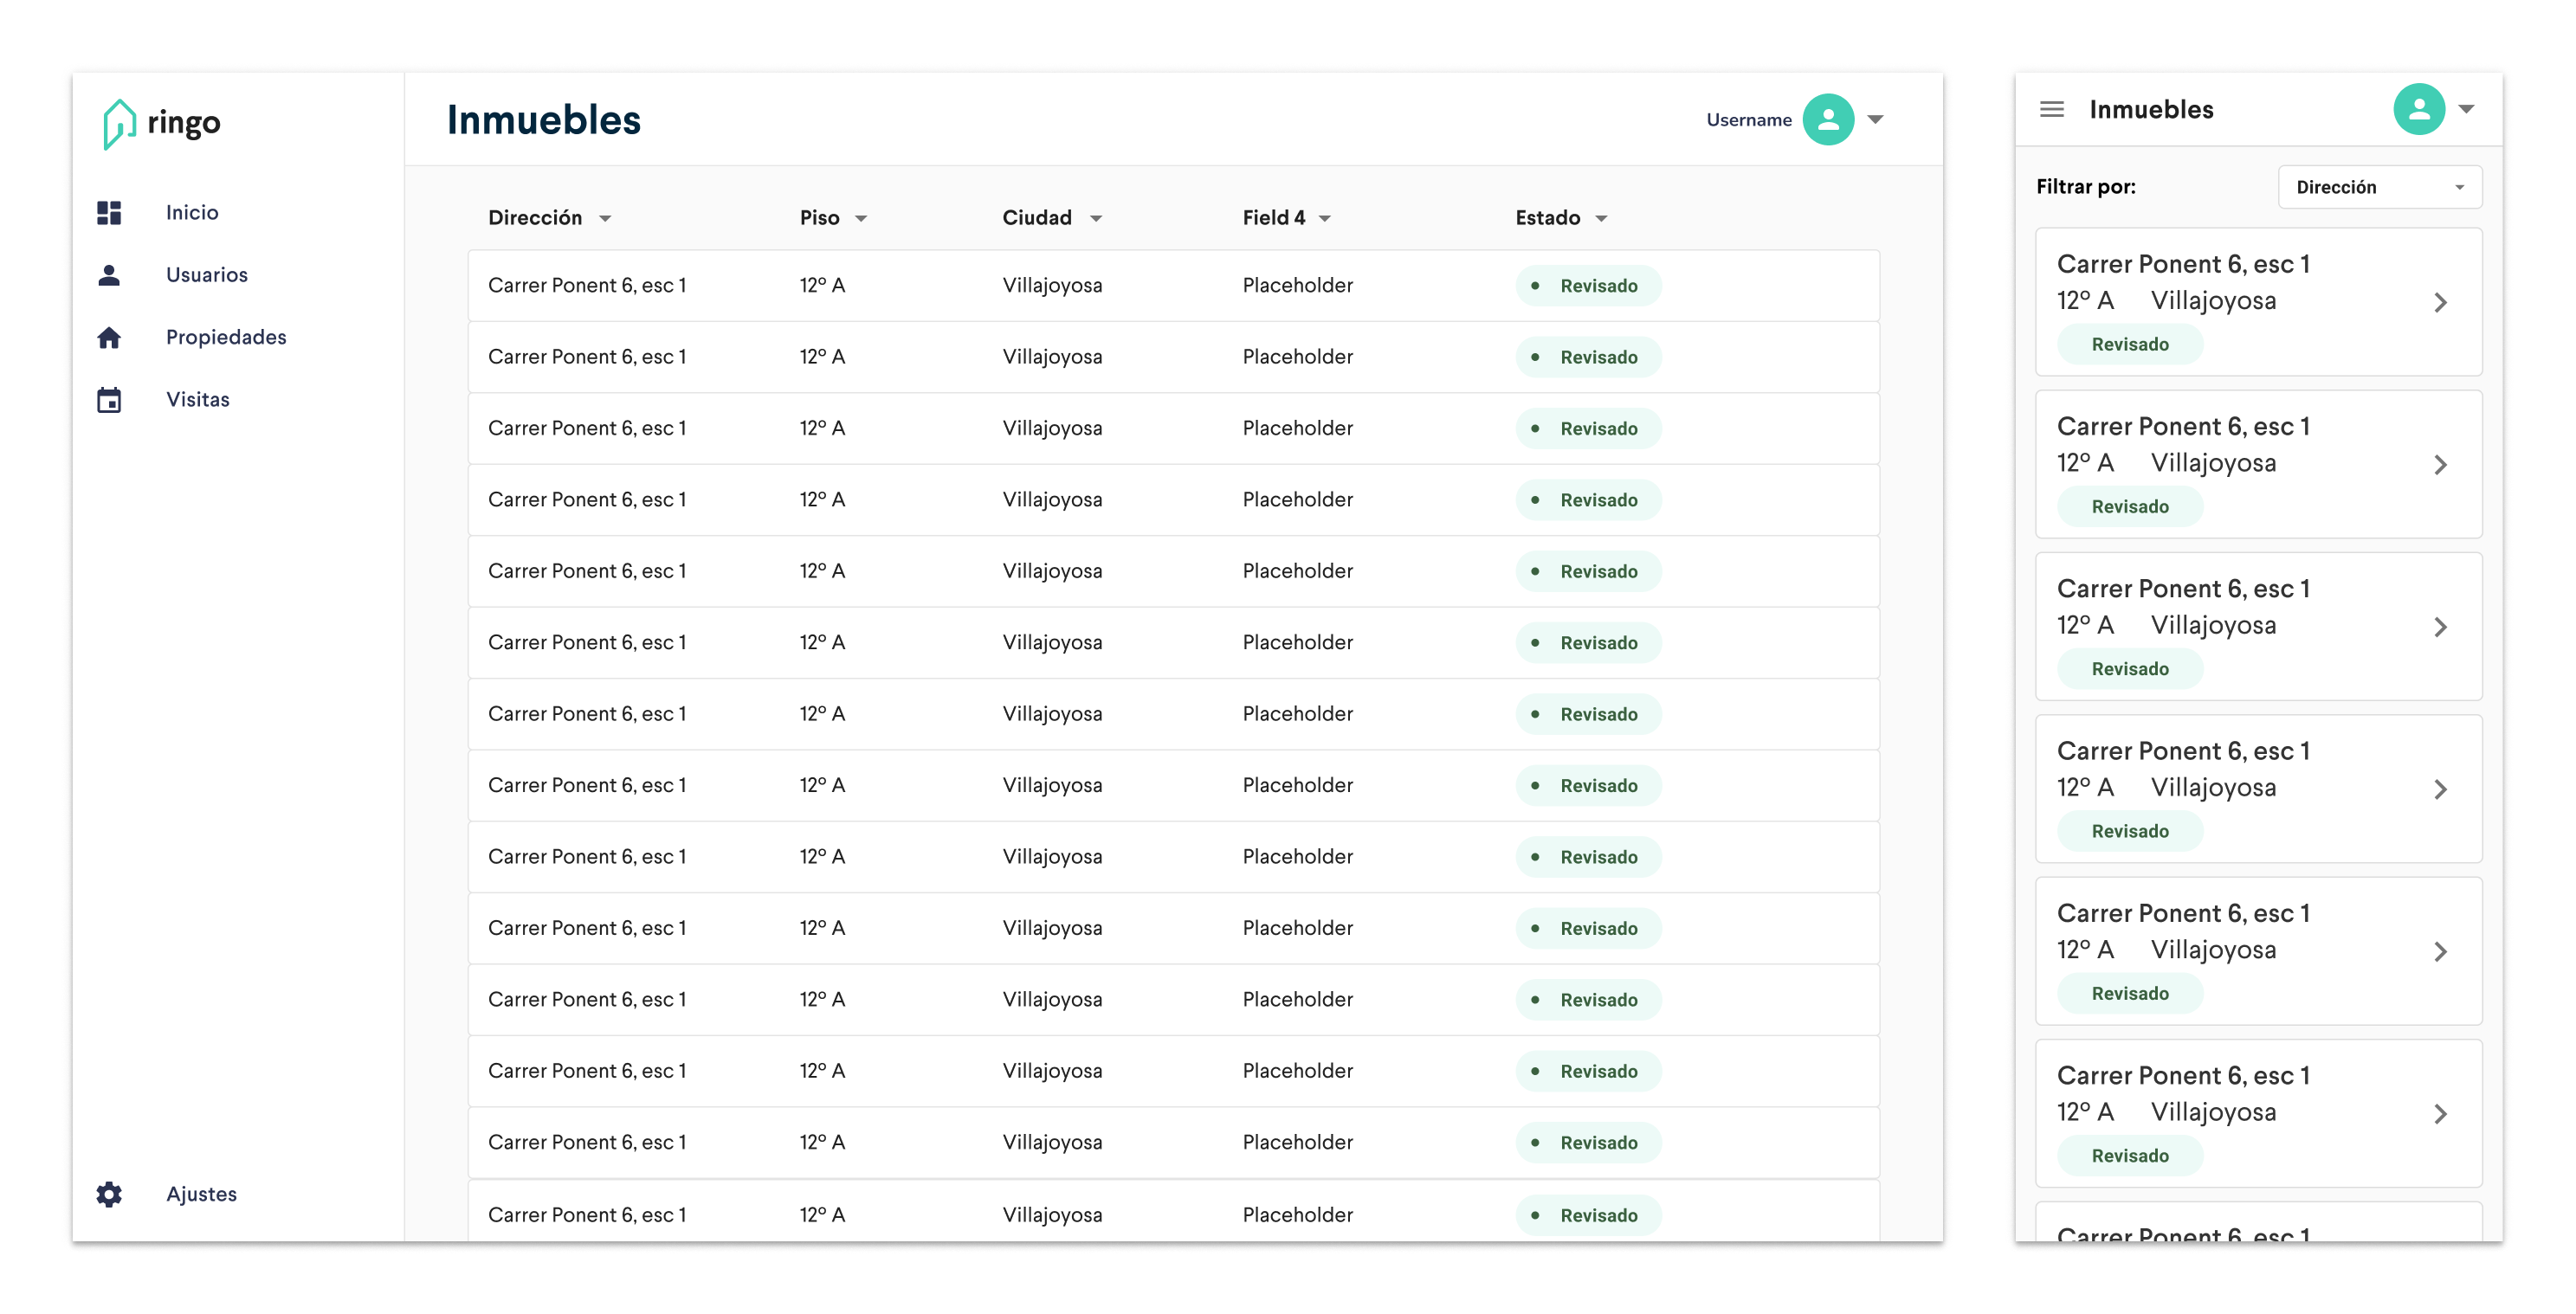 ringo
Inicio
Usuarios
Propiedades
Visitas
Ajustes
Inmuebles
Username
Dirección Piso Ciudad Field 4 Estado
Carrer Ponent 6, esc 1 12º A Villajoyosa Placeholder Revisado
Carrer Ponent 6, esc 1 12º A Villajoyosa Placeholder Revisado
Carrer Ponent 6, esc 1 12º A Villajoyosa Placeholder Revisado
Carrer Ponent 6, esc 1 12º A Villajoyosa Placeholder Revisado
Carrer Ponent 6, esc 1 12º A Villajoyosa Placeholder Revisado
Carrer Ponent 6, esc 1 12º A Villajoyosa Placeholder Revisado
Carrer Ponent 6, esc 1 12º A Villajoyosa Placeholder Revisado
Carrer Ponent 6, esc 1 12º A Villajoyosa Placeholder Revisado
Carrer Ponent 6, esc 1 12º A Villajoyosa Placeholder Revisado
Carrer Ponent 6, esc 1 12º A Villajoyosa Placeholder Revisado
Carrer Ponent 6, esc 1 12º A Villajoyosa Placeholder Revisado
Carrer Ponent 6, esc 1 12º A Villajoyosa Placeholder Revisado
Carrer Ponent 6, esc 1 12º A Villajoyosa Placeholder Revisado
Carrer Ponent 6, esc 1 12º A Villajoyosa Placeholder Revisado
Inmuebles
Filtrar por: Dirección
Carrer Ponent 6, esc 1
12º A Villajoyosa
Revisado
Carrer Ponent 6, esc 1
12º A Villajoyosa
Revisado
Carrer Ponent 6, esc 1
12º A Villajoyosa
Revisado
Carrer Ponent 6, esc 1
12º A Villajoyosa
Revisado
Carrer Ponent 6, esc 1
12º A Villajoyosa
Revisado
Carrer Ponent 6, esc 1
12º A Villajoyosa
Revisado
Carrer Ponent 6, esc 1